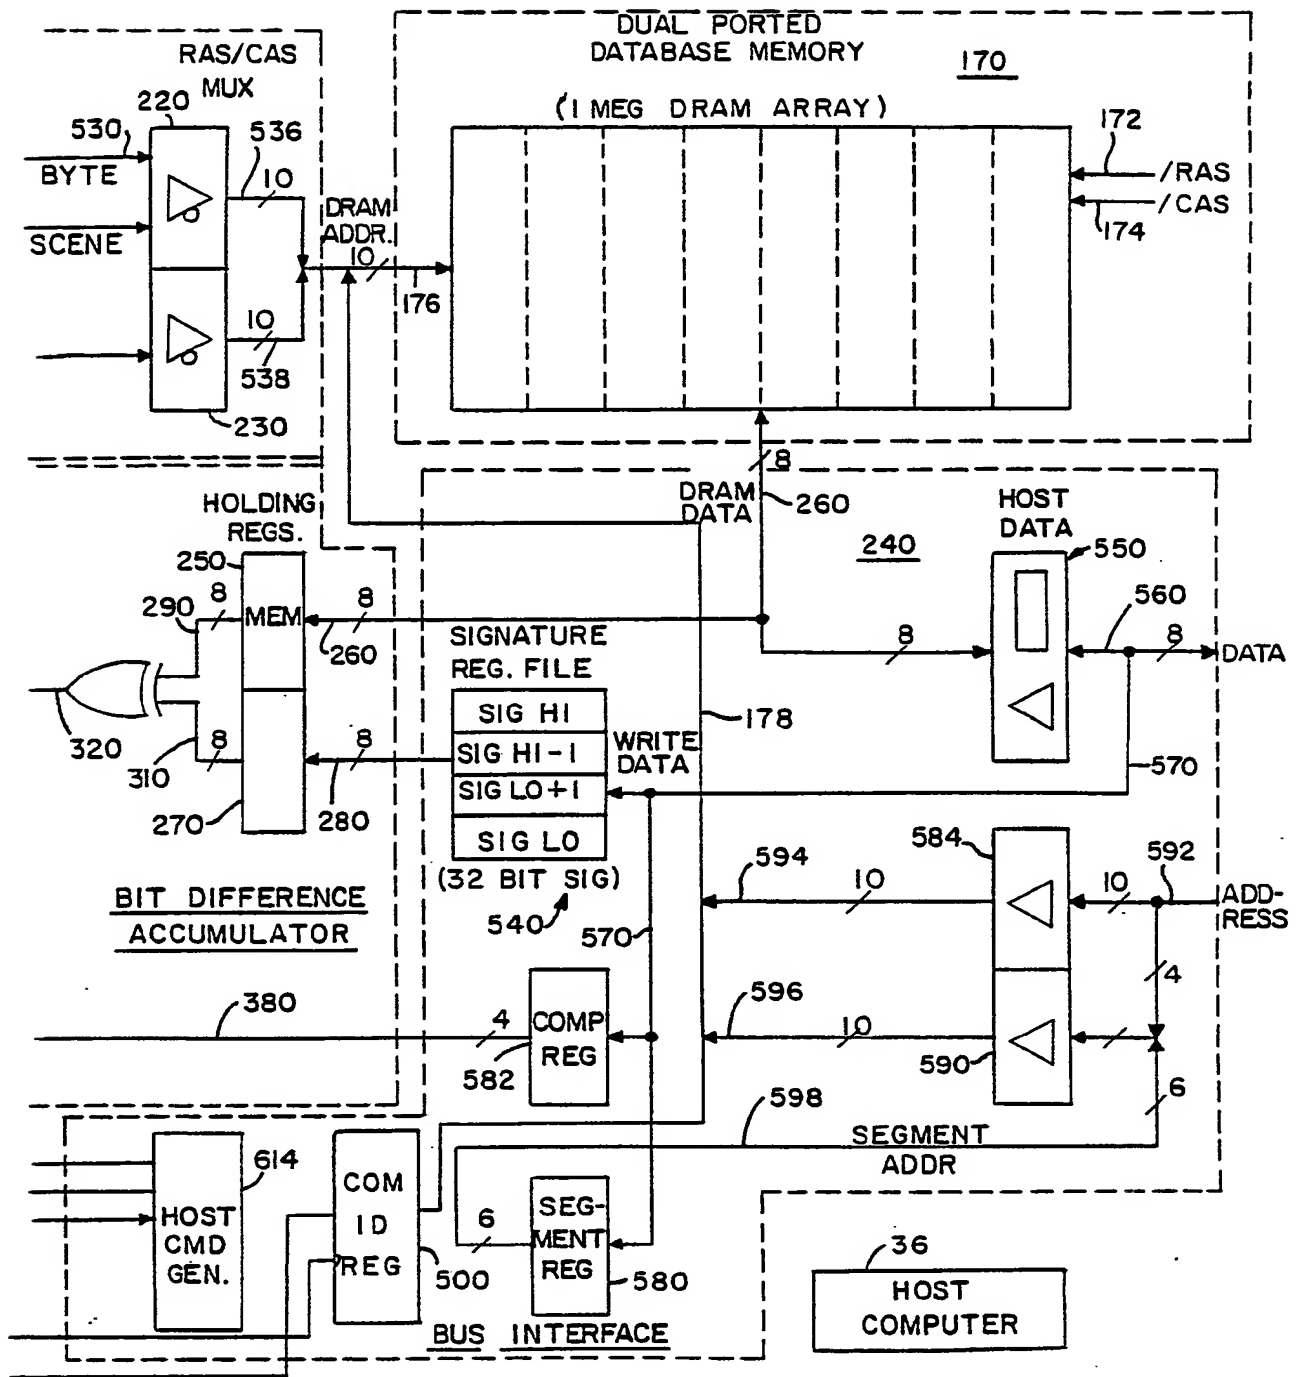 DUAL PORTED
DATABASE MEMORY
170
(1 MEG DRAM ARRAY)
RAS/CAS
MUX
220
530
536
BYTE
10
SCENE
DRAM
ADDR.
10
176
172
/RAS
/CAS
174
10
538
230
8
DRAM
DATA
260
HOLDING
REGS.
250
8
290
MEM
8
260
240
HOST
DATA
550
560
8
8
DATA
SIGNATURE
REG. FILE
SIG HI
SIG HI-1
SIG LO+1
SIG LO
(32 BIT SIG)
540
WRITE
DATA
178
570
320
310
8
8
270
280
584
594
10
592
10
ADD-
RESS
BIT DIFFERENCE
ACCUMULATOR
570
4
380
4
COMP
REG
582
596
10
590
6
598
SEGMENT
ADDR
614
HOST
CMD
GEN.
COM
ID
REG
500
6
SEG-
MENT
REG
580
BUS INTERFACE
36
HOST
COMPUTER